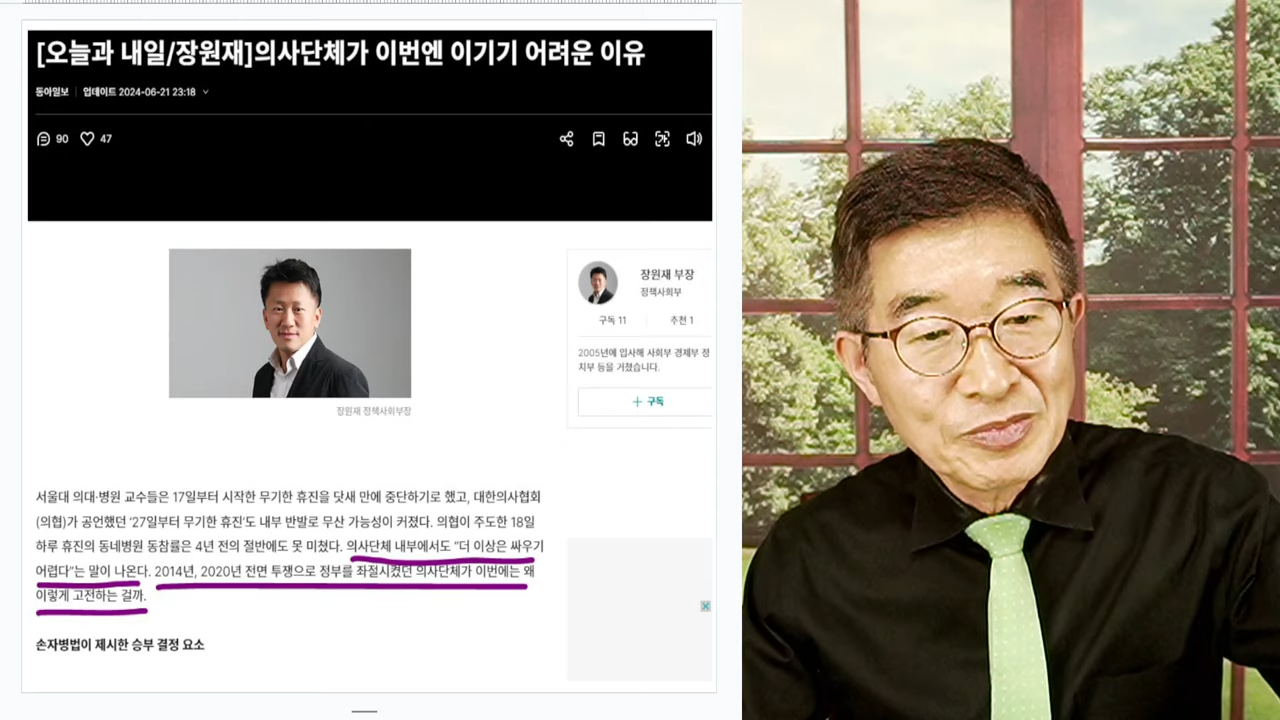 [오늘과 내일/장원재]의사단체가 이번엔 이기기 어려운 이유
동아일보 업데이트 2024-06-21 23:18
90 47 가
장원재 정책사회부장
장원재 부장
정책사회부
구독 11 추천 1
2005년에 입사해 사회부 경제부 정
치부 등을 거쳤습니다.
+ 구독
서울대 의대·병원 교수들은 17일부터 시작한 무기한 휴진을 닷새 만에 중단하기로 했고, 대한의사협회
(의협)가 공언했던 ‘27일부터 무기한 휴진’도 내부 반발로 무산 가능성이 커졌다. 의협이 주도한 18일
하루 휴진의 동네병원 동참률은 4년 전의 절반에도 못 미쳤다. 의사단체 내부에서도 “더 이상은 싸우기
어렵다”는 말이 나온다. 2014년, 2020년 전면 투쟁으로 정부를 좌절시켰던 의사단체가 이번에는 왜
이렇게 고전하는 걸까.
손자병법이 제시한 승부 결정 요소